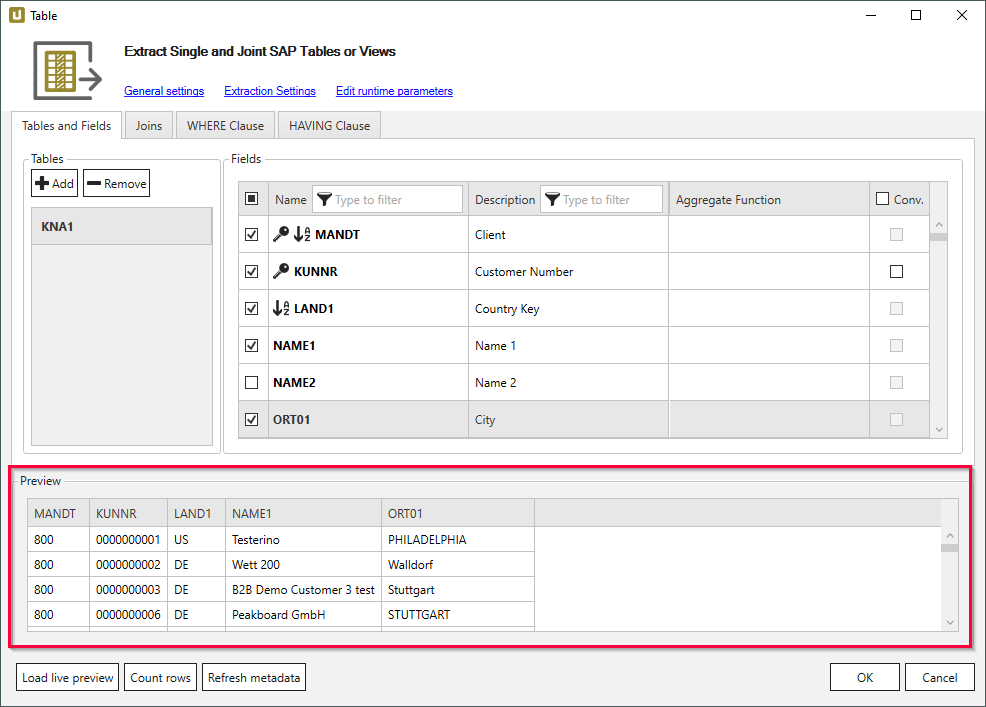 Table
Extract Single and Joint SAP Tables or Views
General settings Extraction Settings Edit runtime parameters
Tables and Fields Joins WHERE Clause HAVING Clause
Tables
Add Remove
KNA1
Fields
Name Type to filter Description Type to filter Aggregate Function Conv.
MANDT Client
KUNNR Customer Number
LAND1 Country Key
NAME1 Name 1
NAME2 Name 2
ORT01 City
Preview
MANDT KUNNR LAND1 NAME1 ORT01
800 0000000001 US Testerino PHILADELPHIA
800 0000000002 DE Wett 200 Walldorf
800 0000000003 DE B2B Demo Customer 3 test Stuttgart
800 0000000006 DE Peakboard GmbH STUTTGART
Load live preview Count rows Refresh metadata OK Cancel